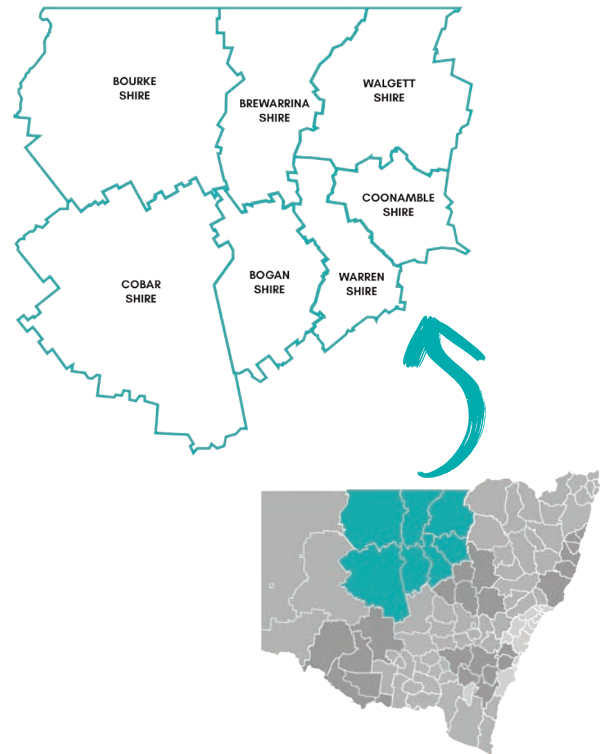 BOURKE
SHIRE
BREWARRINA
SHIRE
WALGETT
SHIRE
COONAMBLE
SHIRE
COBAR
SHIRE
BOGAN
SHIRE
WARREN
SHIRE